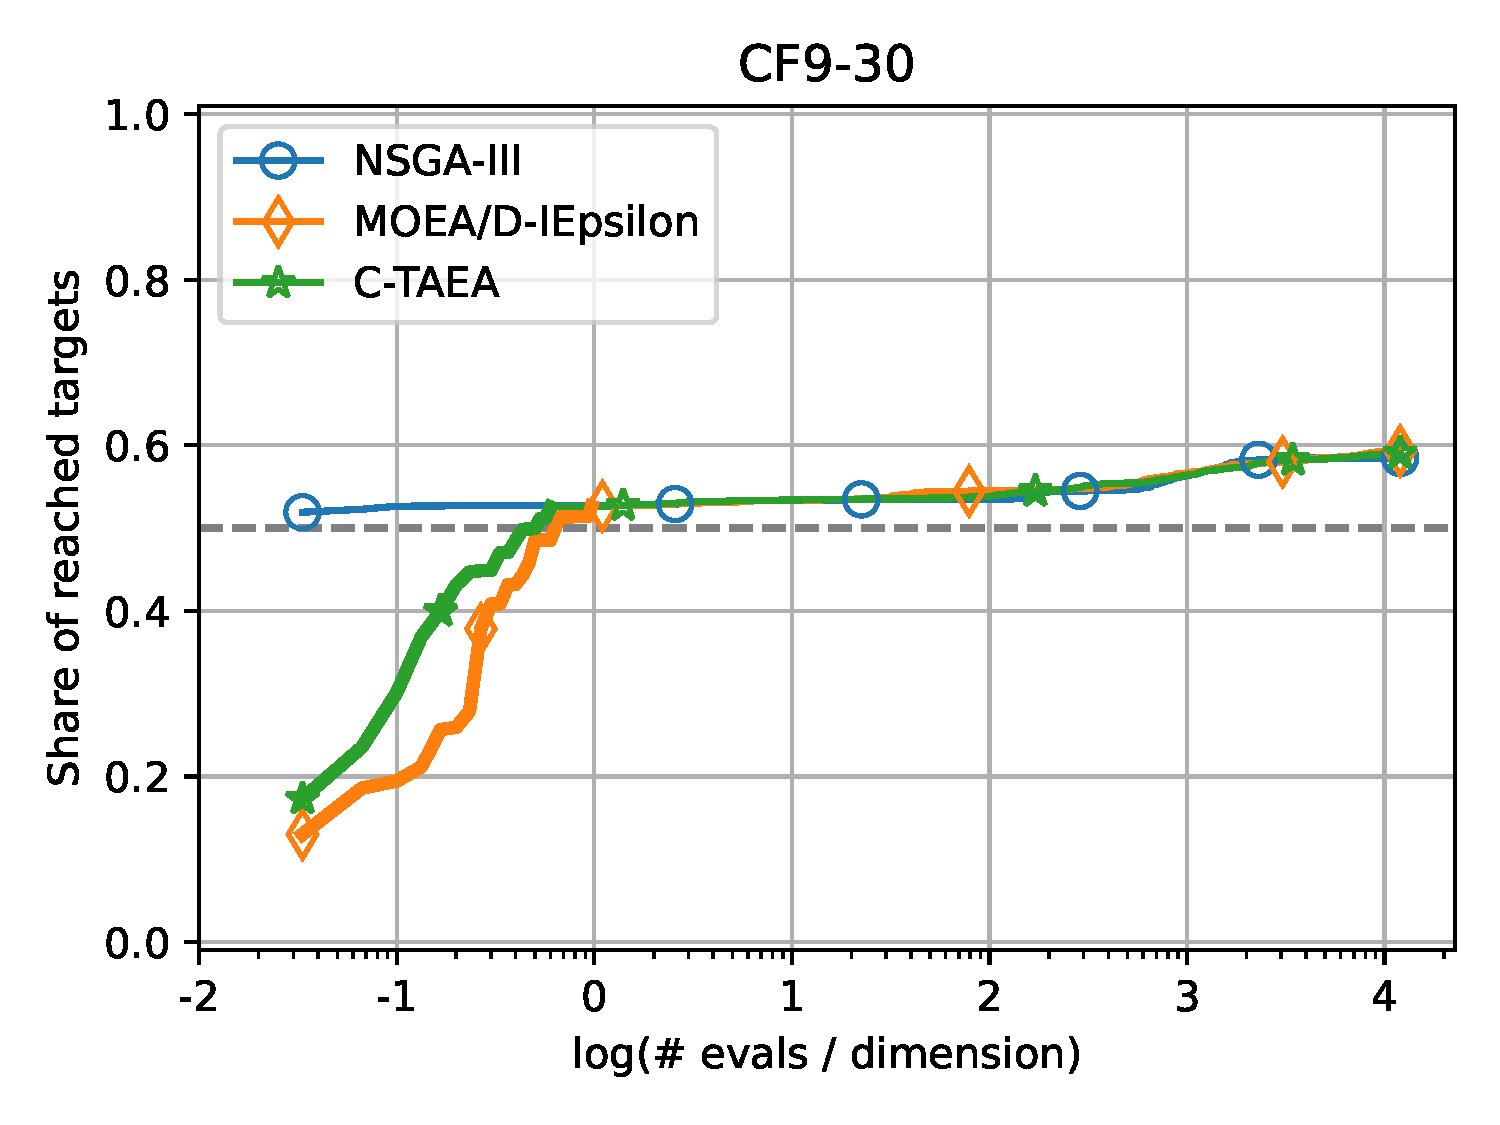 CF9-30
1.0
0.8
0.6
0.4
0.2
0.0
Share of reached targets
NSGA-III
MOEA/D-IEpsilon
C-TAEA
-2 -1 0 1 2 3 4
log(# evals / dimension)